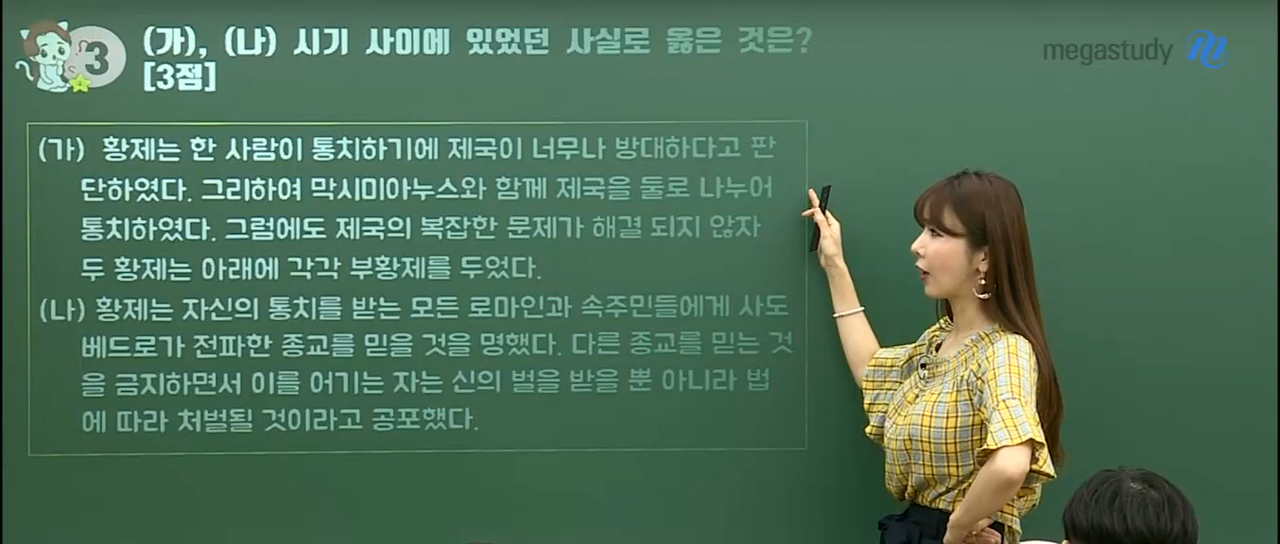 3 (가), (나) 시기 사이에 있었던 사실로 옳은 것은?
[3점]
megastudy
(가) 황제는 한 사람이 통치하기에 제국이 너무나 방대하다고 판
단하였다. 그리하여 막시미아누스와 함께 제국을 둘로 나누어
통치하였다. 그럼에도 제국의 복잡한 문제가 해결 되지 않자
두 황제는 아래에 각각 부황제를 두었다.
(나) 황제는 자신의 통치를 받는 모든 로마인과 속주민들에게 사도
베드로가 전파한 종교를 믿을 것을 명했다. 다른 종교를 믿는 것
을 금지하면서 이를 어기는 자는 신의 벌을 받을 뿐 아니라 법
에 따라 처벌될 것이라고 공포했다.